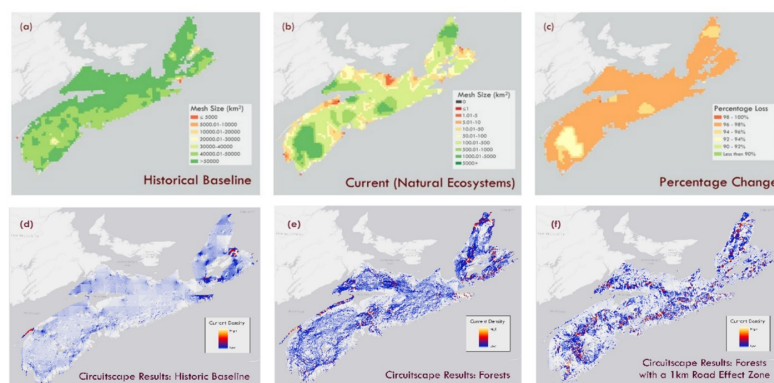 (a)
Mesh Size (km²)
≤ 5000
5000.01-10000
10000.01-20000
20000.01-30000
30000-40000
40000.01-50000
>50000
Historical Baseline
(b)
Mesh Size (km²)
0
≤1
1.01-5
5.01-10
10.01-50
50.01-100
100.01-500
500.01-1000
1000.01-5000
5000+
Current (Natural Ecosystems)
(c)
Percentage Loss
98 - 100%
96 - 98%
94 - 96%
92 - 94%
90 - 92%
Less than 90%
Percentage Change
(d)
Current Density
High
Low
Circuitscape Results: Historic Baseline
(e)
Current Density
High
Low
Circuitscape Results: Forests
(f)
Current Density
High
Low
Circuitscape Results: Forests
with a 1km Road Effect Zone